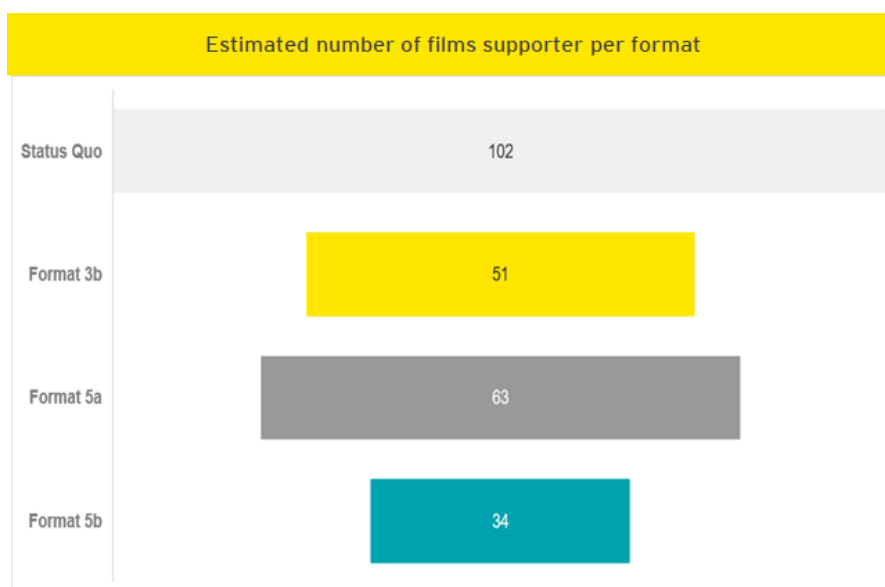 Estimated number of films supporter per format
Status Quo
102
Format 3b
51
Format 5a
63
Format 5b
34